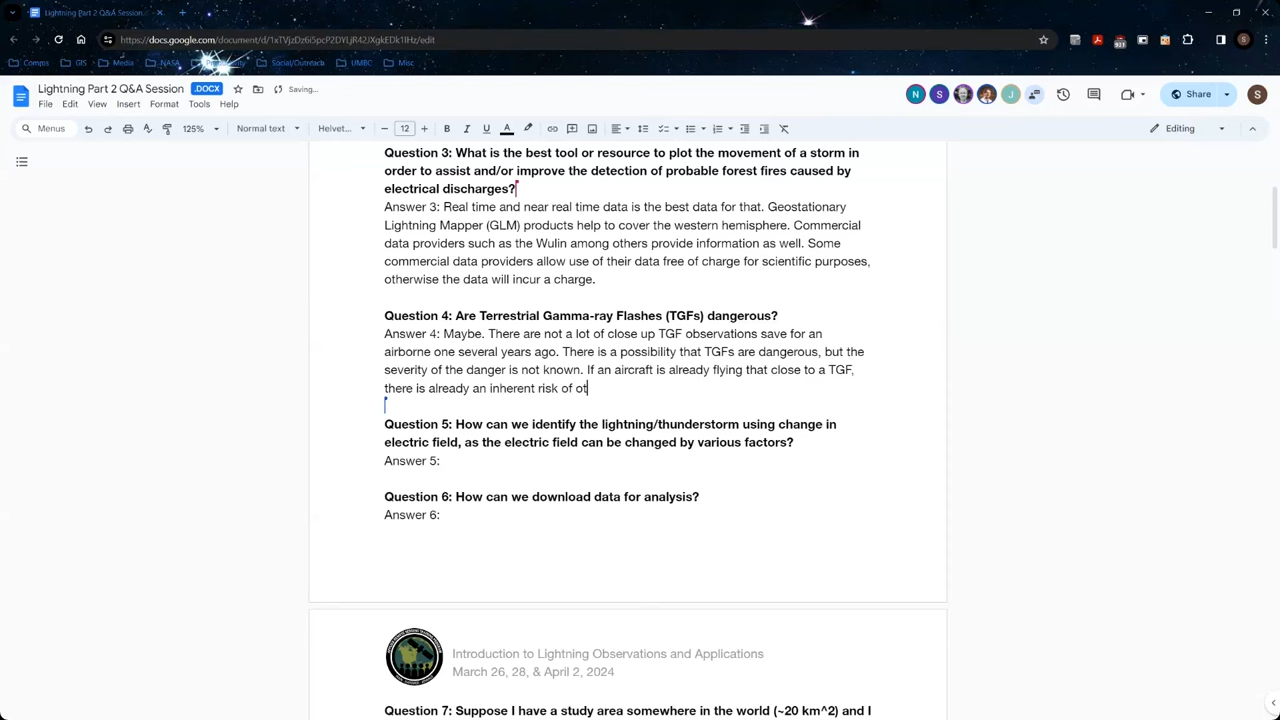 Lightning Part 2 Q&A Session
https://docs.google.com/document/d/1xTVjzDz6i5pcP2DYLjR42JXgkEDk1IHz/edit
Comps GIS Media NASA Social/Outreach UMBC Misc
Lightning Part 2 Q&A Session .DOCX Saving...
File Edit View Insert Format Tools Help
N S J Share S
Menus 125% Normal text Helvet... 12 Editing
Question 3: What is the best tool or resource to plot the movement of a storm in
order to assist and/or improve the detection of probable forest fires caused by
electrical discharges?
Answer 3: Real time and near real time data is the best data for that. Geostationary
Lightning Mapper (GLM) products help to cover the western hemisphere. Commercial
data providers such as the Wulin among others provide information as well. Some
commercial data providers allow use of their data free of charge for scientific purposes,
otherwise the data will incur a charge.
Question 4: Are Terrestrial Gamma-ray Flashes (TGFs) dangerous?
Answer 4: Maybe. There are not a lot of close up TGF observations save for an
airborne one several years ago. There is a possibility that TGFs are dangerous, but the
severity of the danger is not known. If an aircraft is already flying that close to a TGF,
there is already an inherent risk of ot
Question 5: How can we identify the lightning/thunderstorm using change in
electric field, as the electric field can be changed by various factors?
Answer 5:
Question 6: How can we download data for analysis?
Answer 6:
Introduction to Lightning Observations and Applications
March 26, 28, & April 2, 2024
Question 7: Suppose I have a study area somewhere in the world (~20 km^2) and I